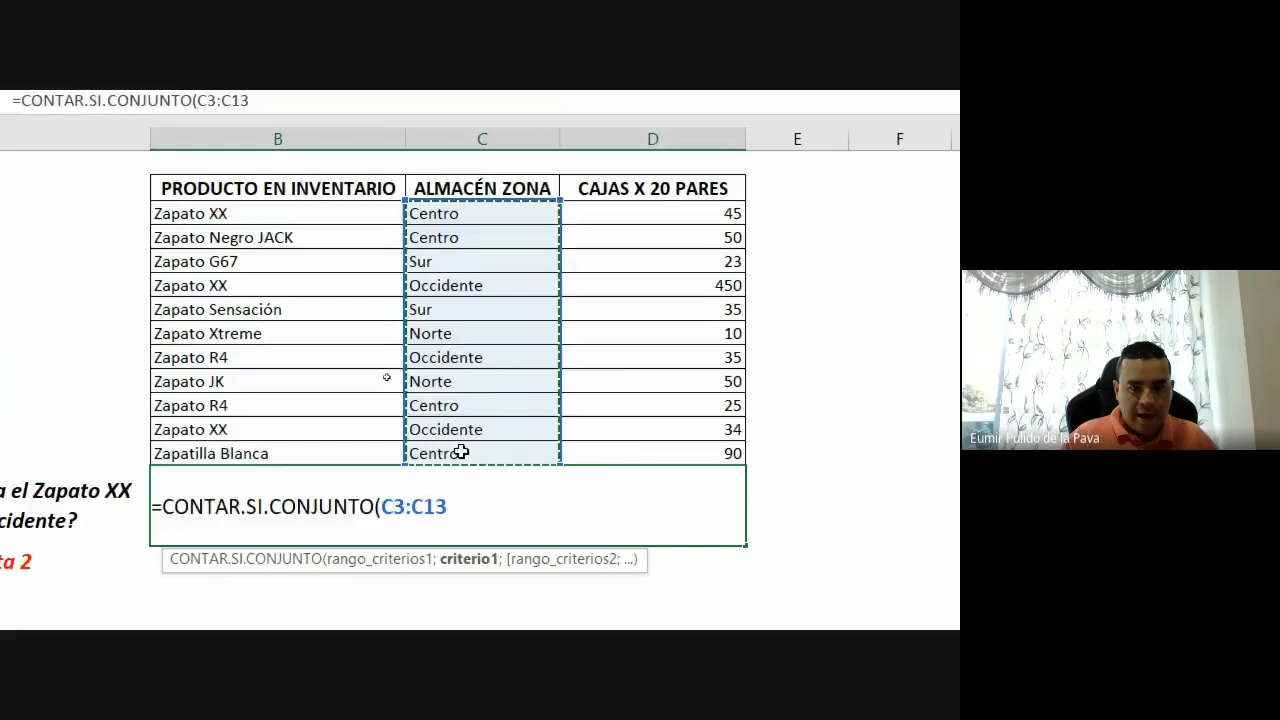 =CONTAR.SI.CONJUNTO(C3:C13
B C D E F
PRODUCTO EN INVENTARIO ALMACÉN ZONA CAJAS X 20 PARES
Zapato XX Centro 45
Zapato Negro JACK Centro 50
Zapato G67 Sur 23
Zapato XX Occidente 450
Zapato Sensación Sur 35
Zapato Xtreme Norte 10
Zapato R4 Occidente 35
Zapato JK Norte 50
Zapato R4 Centro 25
Zapato XX Occidente 34
Zapatilla Blanca Centro 90
a el Zapato XX
cidente?
ta 2
=CONTAR.SI.CONJUNTO(C3:C13
CONTAR.SI.CONJUNTO(rango_criterios1; criterio1; [rango_criterios2; ...)
Eumir Pulido de la Pava